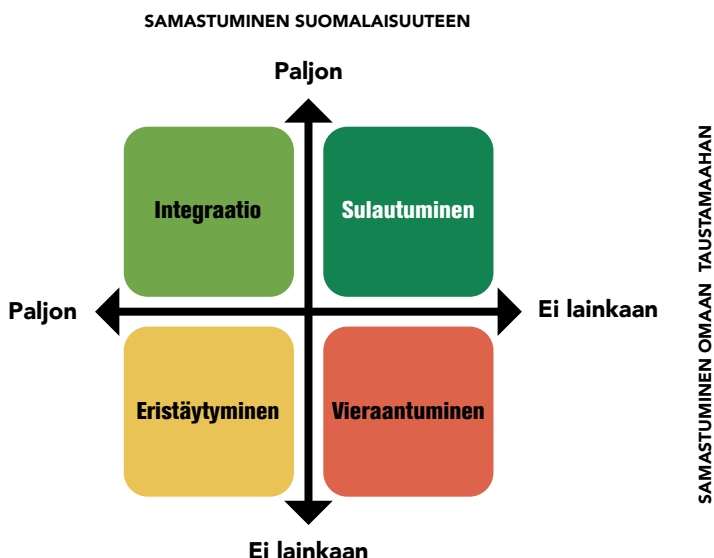 SAMASTUMINEN SUOMALAISUUTEEN
Paljon
Integraatio
Sulautuminen
Paljon
Ei lainkaan
Eristäytyminen
Vieraantuminen
Ei lainkaan
SAMASTUMINEN OMAAN TAUSTAMAAHAN